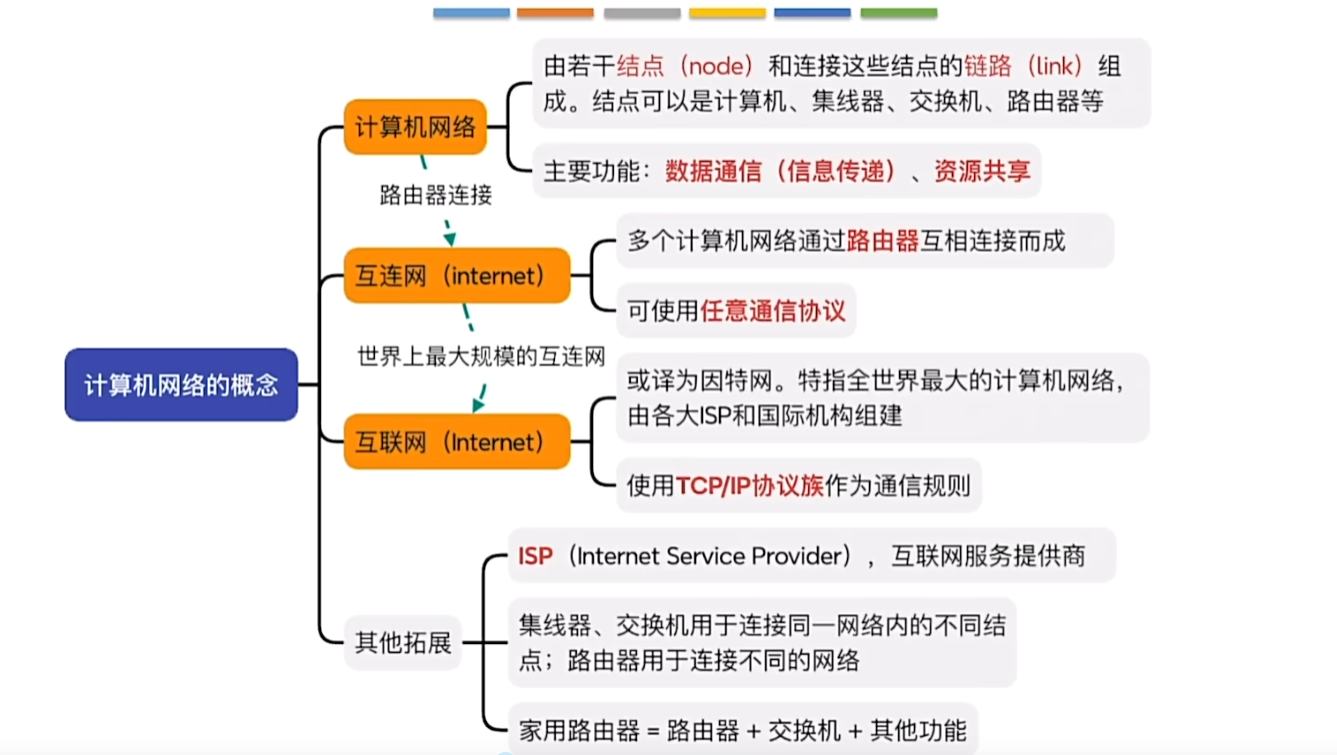 计算机网络的概念
计算机网络
由若干结点（node）和连接这些结点的链路（link）组
成。结点可以是计算机、集线器、交换机、路由器等
主要功能：数据通信（信息传递）、资源共享
路由器连接
互连网（internet）
多个计算机网络通过路由器互相连接而成
可使用任意通信协议
世界上最大规模的互连网
互联网（Internet）
或译为因特网。特指全世界最大的计算机网络，
由各大ISP和国际机构组建
使用TCP/IP协议族作为通信规则
其他拓展
ISP（Internet Service Provider），互联网服务提供商
集线器、交换机用于连接同一网络内的不同结
点；路由器用于连接不同的网络
家用路由器 = 路由器 + 交换机 + 其他功能